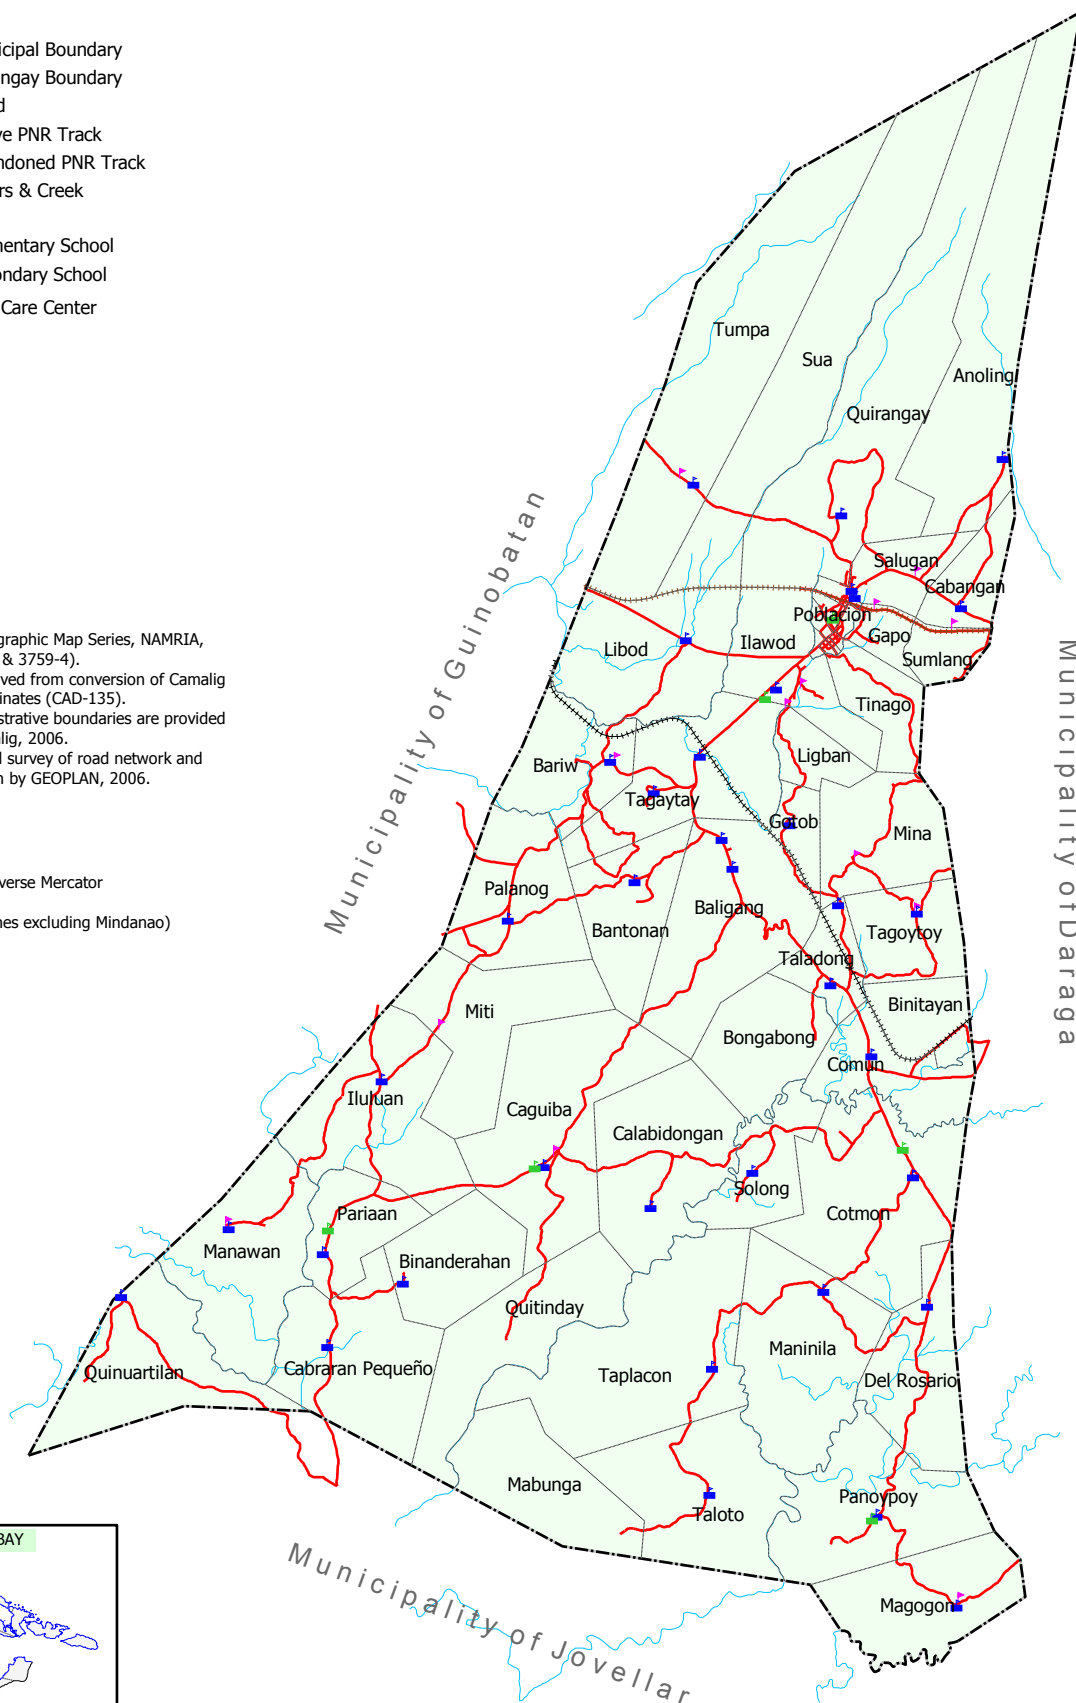 icipal Boundary
ngay Boundary
d
ve PNR Track
ndoned PNR Track
rs & Creek
mentary School
ondary School
Care Center
Tumpa
Sua
Anoling
Quirangay
Salugan
Cabangan
Poblacion
Gapo
Ilawod
Libod
Sumlang
Tinago
Ligban
Bariw
Tagaytay
Gotob
Mina
Palanog
Baligang
Bantonan
Tagoytoy
Taladong
Binitayan
Miti
Bongabong
Comun
Iluluan
Caguiba
Calabidongan
Solong
Pariaan
Cotmon
Manawan
Binanderahan
Quitinday
Maninila
Quinuartilan
Cabraran Pequeño
Taplacon
Del Rosario
Mabunga
Panoypoy
Taloto
Magogon
Municipality of Guinobatan
Municipality of Daraga
Municipality of Jovellar
graphic Map Series, NAMRIA,
& 3759-4).
ved from conversion of Camalig
inates (CAD-135).
strative boundaries are provided
alig, 2006.
d survey of road network and
n by GEOPLAN, 2006.
verse Mercator
nes excluding Mindanao)
BAY